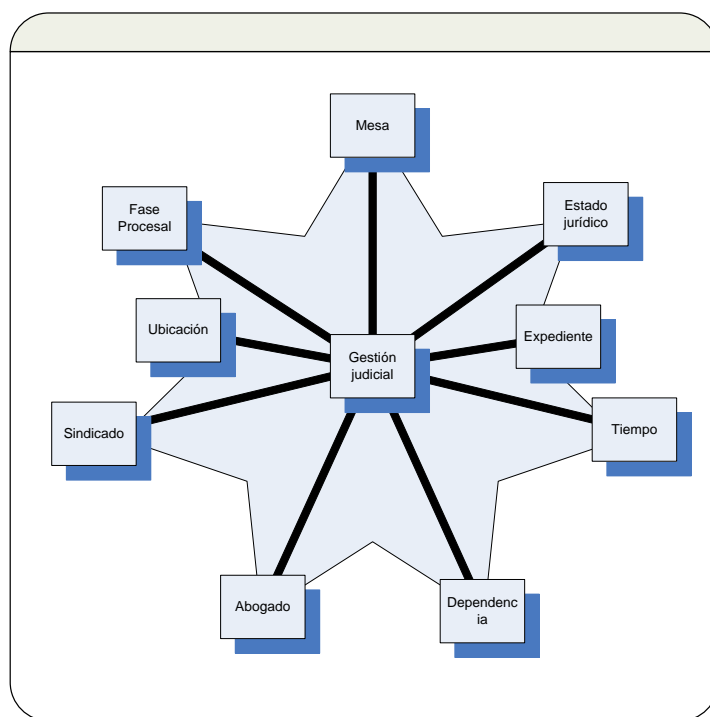 Mesa
Fase
Procesal
Estado
jurídico
Ubicación
Expediente
Gestión
judicial
Sindicado
Tiempo
Abogado
Dependenc
ia